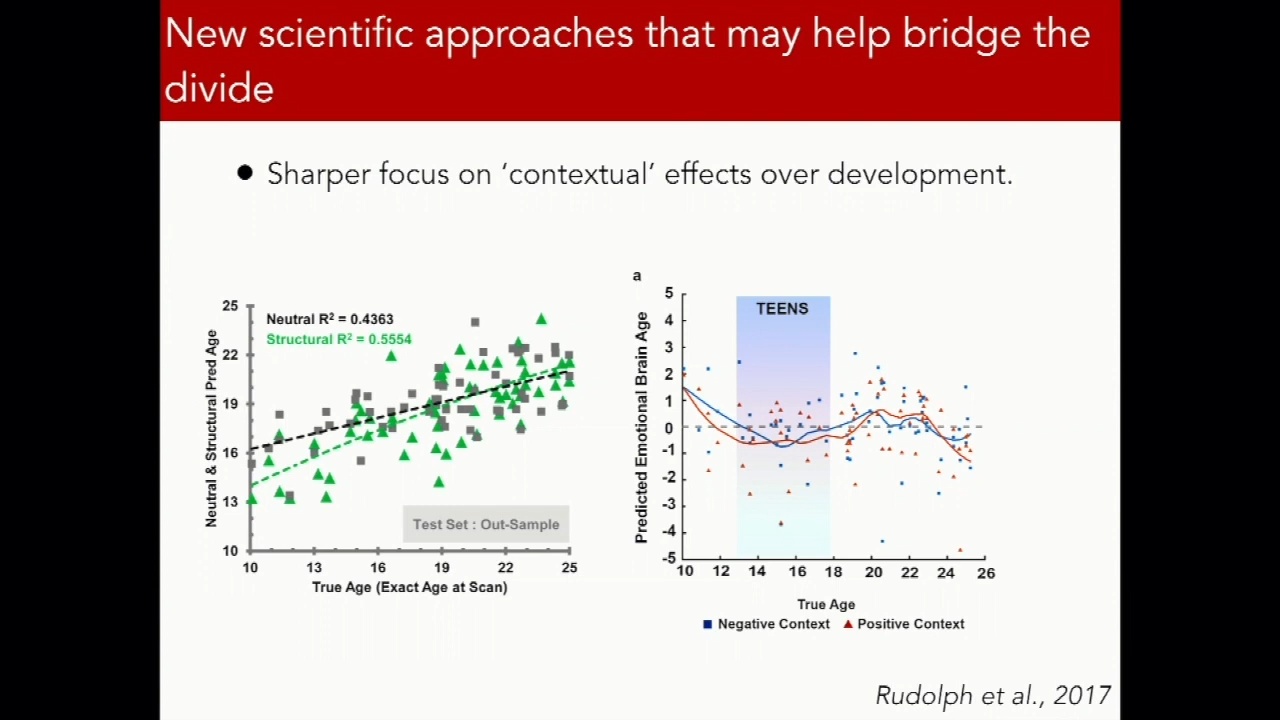 New scientific approaches that may help bridge the
divide
● Sharper focus on ‘contextual’ effects over development.
Neutral & Structural Pred Age
25
22
19
16
13
10
Neutral R² = 0.4363
Structural R² = 0.5554
Test Set : Out-Sample
10 13 16 19 22 25
True Age (Exact Age at Scan)
a
Predicted Emotional Brain Age
5
4
3
2
1
0
-1
-2
-3
-4
-5
TEENS
10 12 14 16 18 20 22 24 26
True Age
Negative Context Positive Context
Rudolph et al., 2017